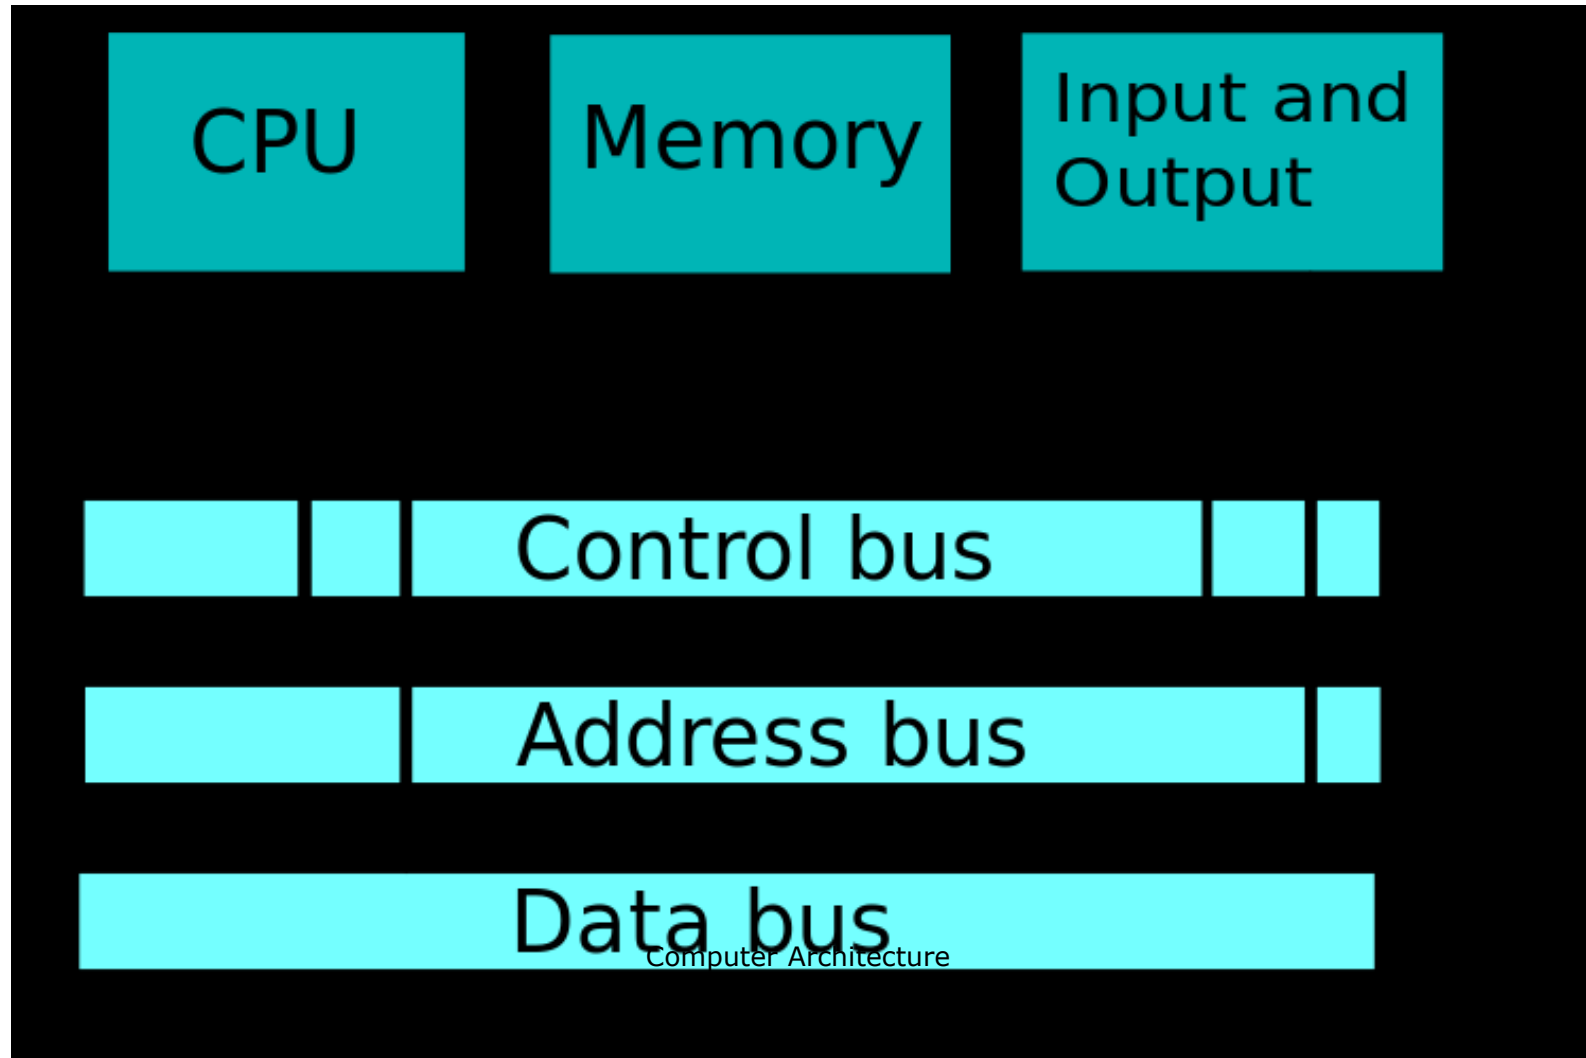 CPU
Memory
Input and
Output
Control bus
Address bus
Data bus
Computer Architecture